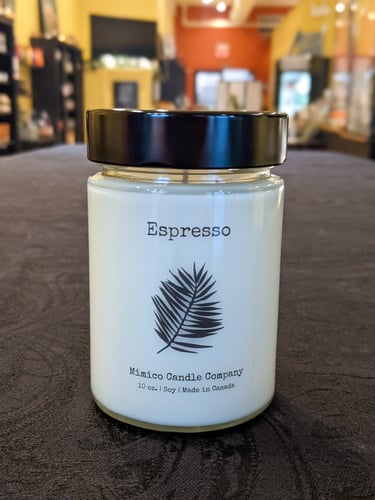 Espresso
Mimico Candle Company
10 oz. | Soy | Made in Canada